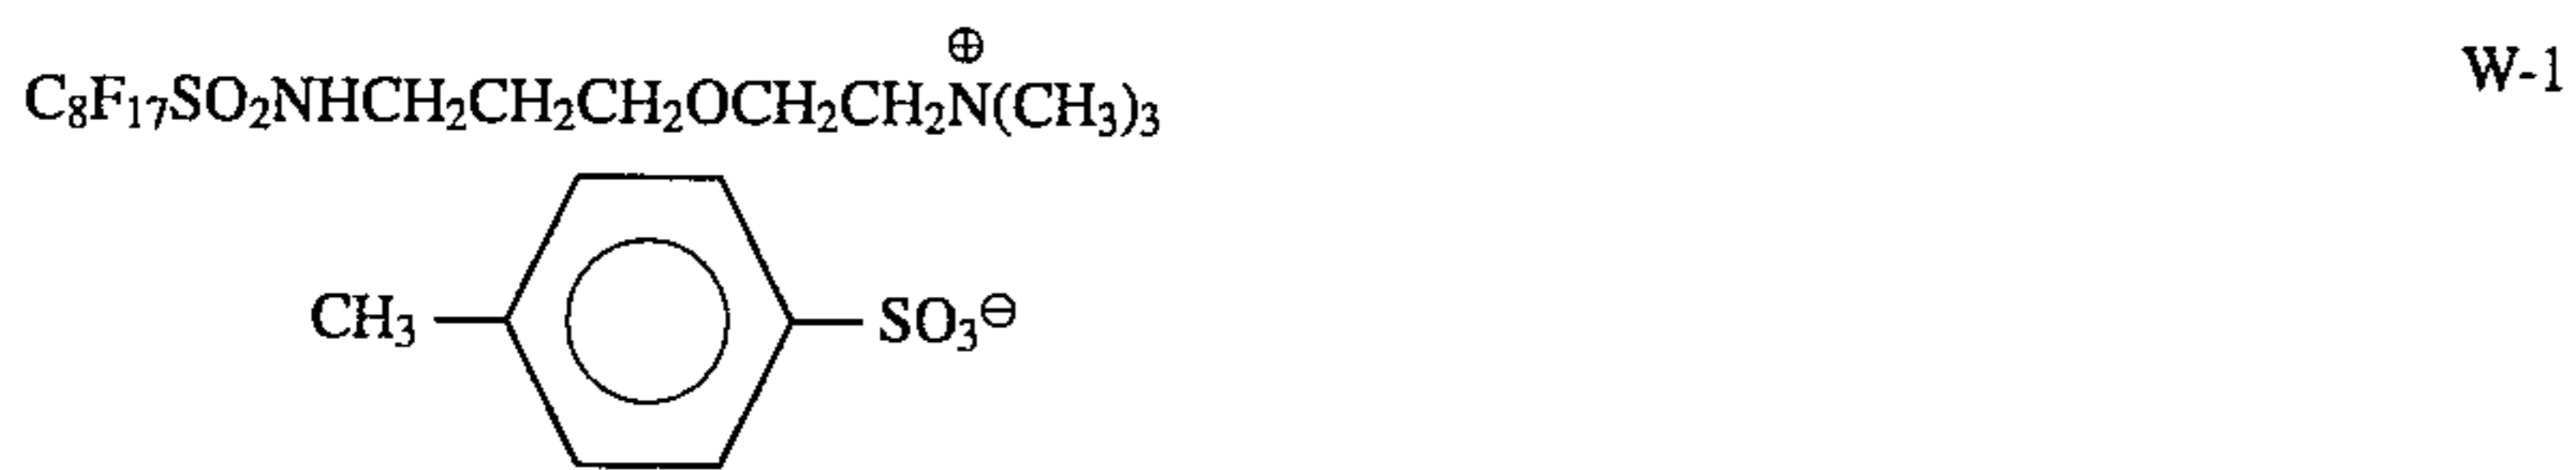 C₈F₁₇SO₂NHCH₂CH₂CH₂OCH₂CH₂N⊕(CH₃)₃ W-1
CH₃ SO₃⊖